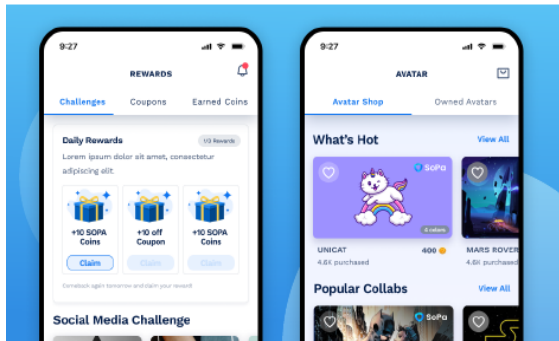 9:27
REWARDS
Challenges Coupons Earned Coins
Daily Rewards 1/3 Rewards
Lorem ipsum dolor sit amet, consectetur
adipiscing elit
+10 SOPA
Coins
Claim
+10 off
Coupon
Claim
+10 SOPA
Coins
Claim
Comeback again tomorrow and claim your reward
Social Media Challenge
9:27
AVATAR
Avatar Shop Owned Avatars
What's Hot View All
SoPa
UNICAT 400
4.6K purchased
MARS ROVER
4.6K purchased
Popular Collabs View All
SoPa